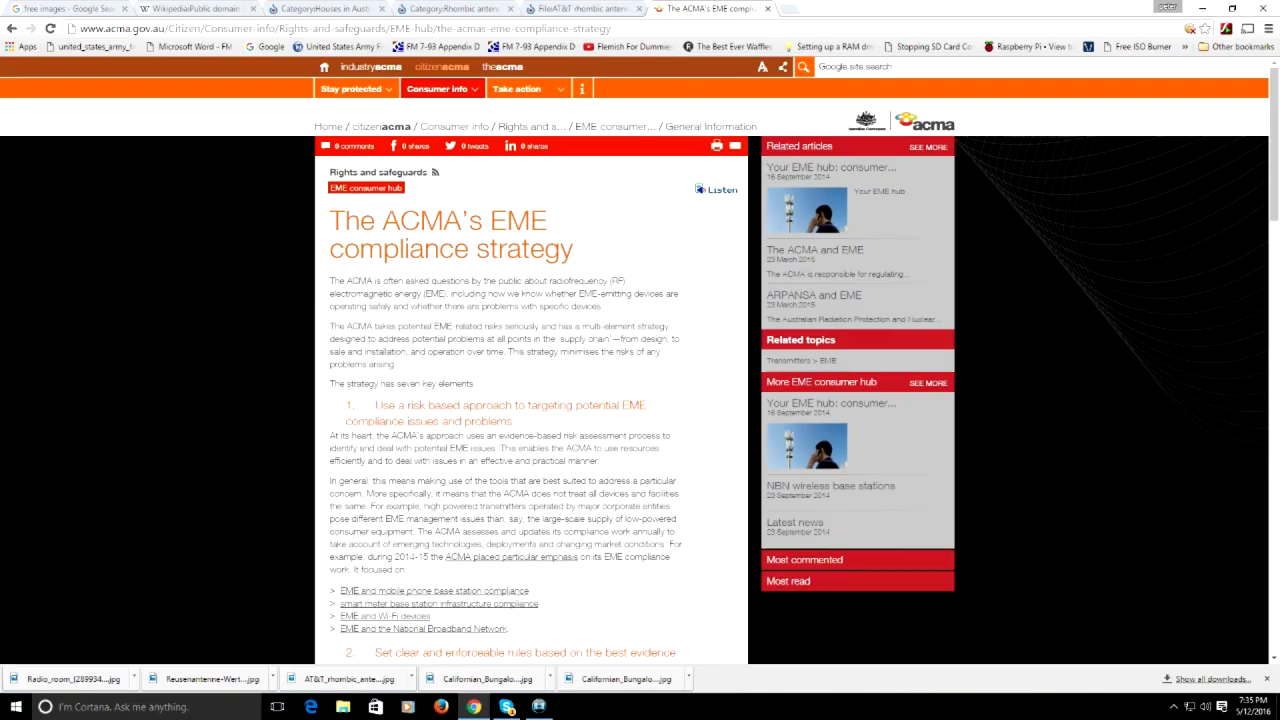 free images - Google Sea
Wikipedia:Public domain
Category:Houses in Austr
Category:Rhombic antenn
File:AT&T rhombic antenn
The ACMA's EME compli
peter
www.acma.gov.au/Citizen/Consumer-info/Rights-and-safeguards/EME-hub/the-acmas-eme-compliance-strategy
Apps
united_states_army_f
Microsoft Word - FM
Google
United States Army F
FM 7-93 Appendix D
FM 7-93 Appendix D
Flemish For Dummies
The Best Ever Waffles
Setting up a RAM dri
Stopping SD Card Co
Raspberry Pi • View t
Free ISO Burner
»
Other bookmarks
industryacma
citizenacma
theacma
Google site search
Stay protected
Consumer info
Take action
i
Home / citizenacma / Consumer info / Rights and s... / EME consumer... / General Information
Australian Government
acma
0 comments
0 shares
0 tweets
0 shares
Rights and safeguards
EME consumer hub
Listen
The ACMA's EME
compliance strategy
The ACMA is often asked questions by the public about radiofrequency (RF)
electromagnetic energy (EME), including how we know whether EME-emitting devices are
operating safely and whether there are problems with specific devices.
The ACMA takes potential EME-related risks seriously and has a multi-element strategy
designed to address potential problems at all points in the 'supply chain'—from design, to
sale and installation, and operation over time. This strategy minimises the risks of any
problems arising.
The strategy has seven key elements.
1. Use a risk based approach to targeting potential EME
compliance issues and problems
At its heart, the ACMA's approach uses an evidence-based risk assessment process to
identify and deal with potential EME issues. This enables the ACMA to use resources
efficiently and to deal with issues in an effective and practical manner.
In general, this means making use of the tools that are best suited to address a particular
concern. More specifically, it means that the ACMA does not treat all devices and facilities
the same. For example, high powered transmitters operated by major corporate entities
pose different EME management issues than, say, the large-scale supply of low-powered
consumer equipment. The ACMA assesses and updates its compliance work annually to
take account of emerging technologies, deployments and changing market conditions. For
example, during 2014-15 the ACMA placed particular emphasis on its EME compliance
work. It focused on:
> EME and mobile phone base station compliance
> smart meter base station infrastructure compliance
> EME and Wi-Fi devices
> EME and the National Broadband Network.
2. Set clear and enforceable rules based on the best evidence
Related articles
SEE MORE
Your EME hub: consumer...
16 September 2014
Your EME hub
The ACMA and EME
23 March 2015
The ACMA is responsible for regulating...
ARPANSA and EME
23 March 2015
The Australian Radiation Protection and Nuclear...
Related topics
Transmitters > EME
More EME consumer hub
SEE MORE
Your EME hub: consumer...
16 September 2014
NBN wireless base stations
23 September 2014
Latest news
23 September 2014
Most commented
Most read
Radio_room_(289934....jpg
Reusenantenne-Wert....jpg
AT&T_rhombic_ante....jpg
Californian_Bungalo....jpg
Californian_Bungalo....jpg
Show all downloads...
I'm Cortana. Ask me anything.
7:35 PM
5/12/2016